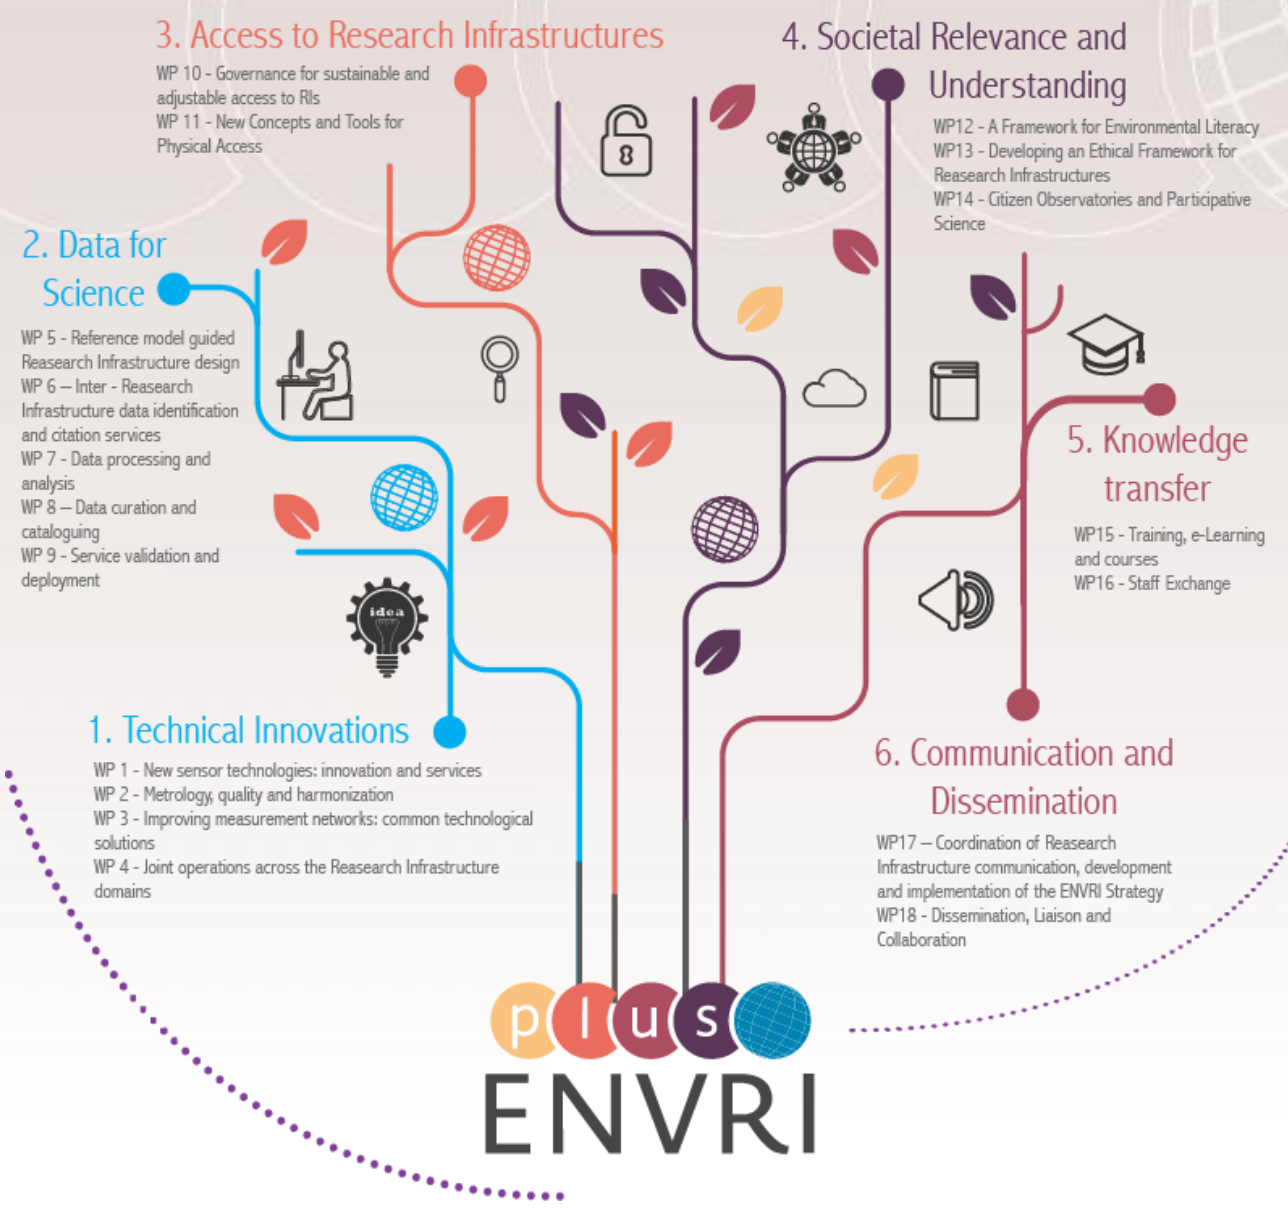 3. Access to Research Infrastructures
WP 10 - Governance for sustainable and
adjustable access to RIs
WP 11 - New Concepts and Tools for
Physical Access
4. Societal Relevance and
Understanding
WP12 - A Framework for Environmental Literacy
WP13 - Developing an Ethical Framework for
Reasearch Infrastructures
WP14 - Citizen Observatories and Participative
Science
2. Data for
Science
WP 5 - Reference model guided
Reasearch Infrastructure design
WP 6 – Inter - Reasearch
Infrastructure data identification
and citation services
WP 7 - Data processing and
analysis
WP 8 – Data curation and
cataloguing
WP 9 - Service validation and
deployment
5. Knowledge
transfer
WP15 - Training, e-Learning
and courses
WP16 - Staff Exchange
idea
1. Technical Innovations
WP 1 - New sensor technologies: innovation and services
WP 2 - Metrology, quality and harmonization
WP 3 - Improving measurement networks: common technological
solutions
WP 4 - Joint operations across the Reasearch Infrastructure
domains
6. Communication and
Dissemination
WP17 – Coordination of Reasearch
Infrastructure communication, development
and implementation of the ENVRI Strategy
WP18 - Dissemination, Liaison and
Collaboration
plus
ENVRI